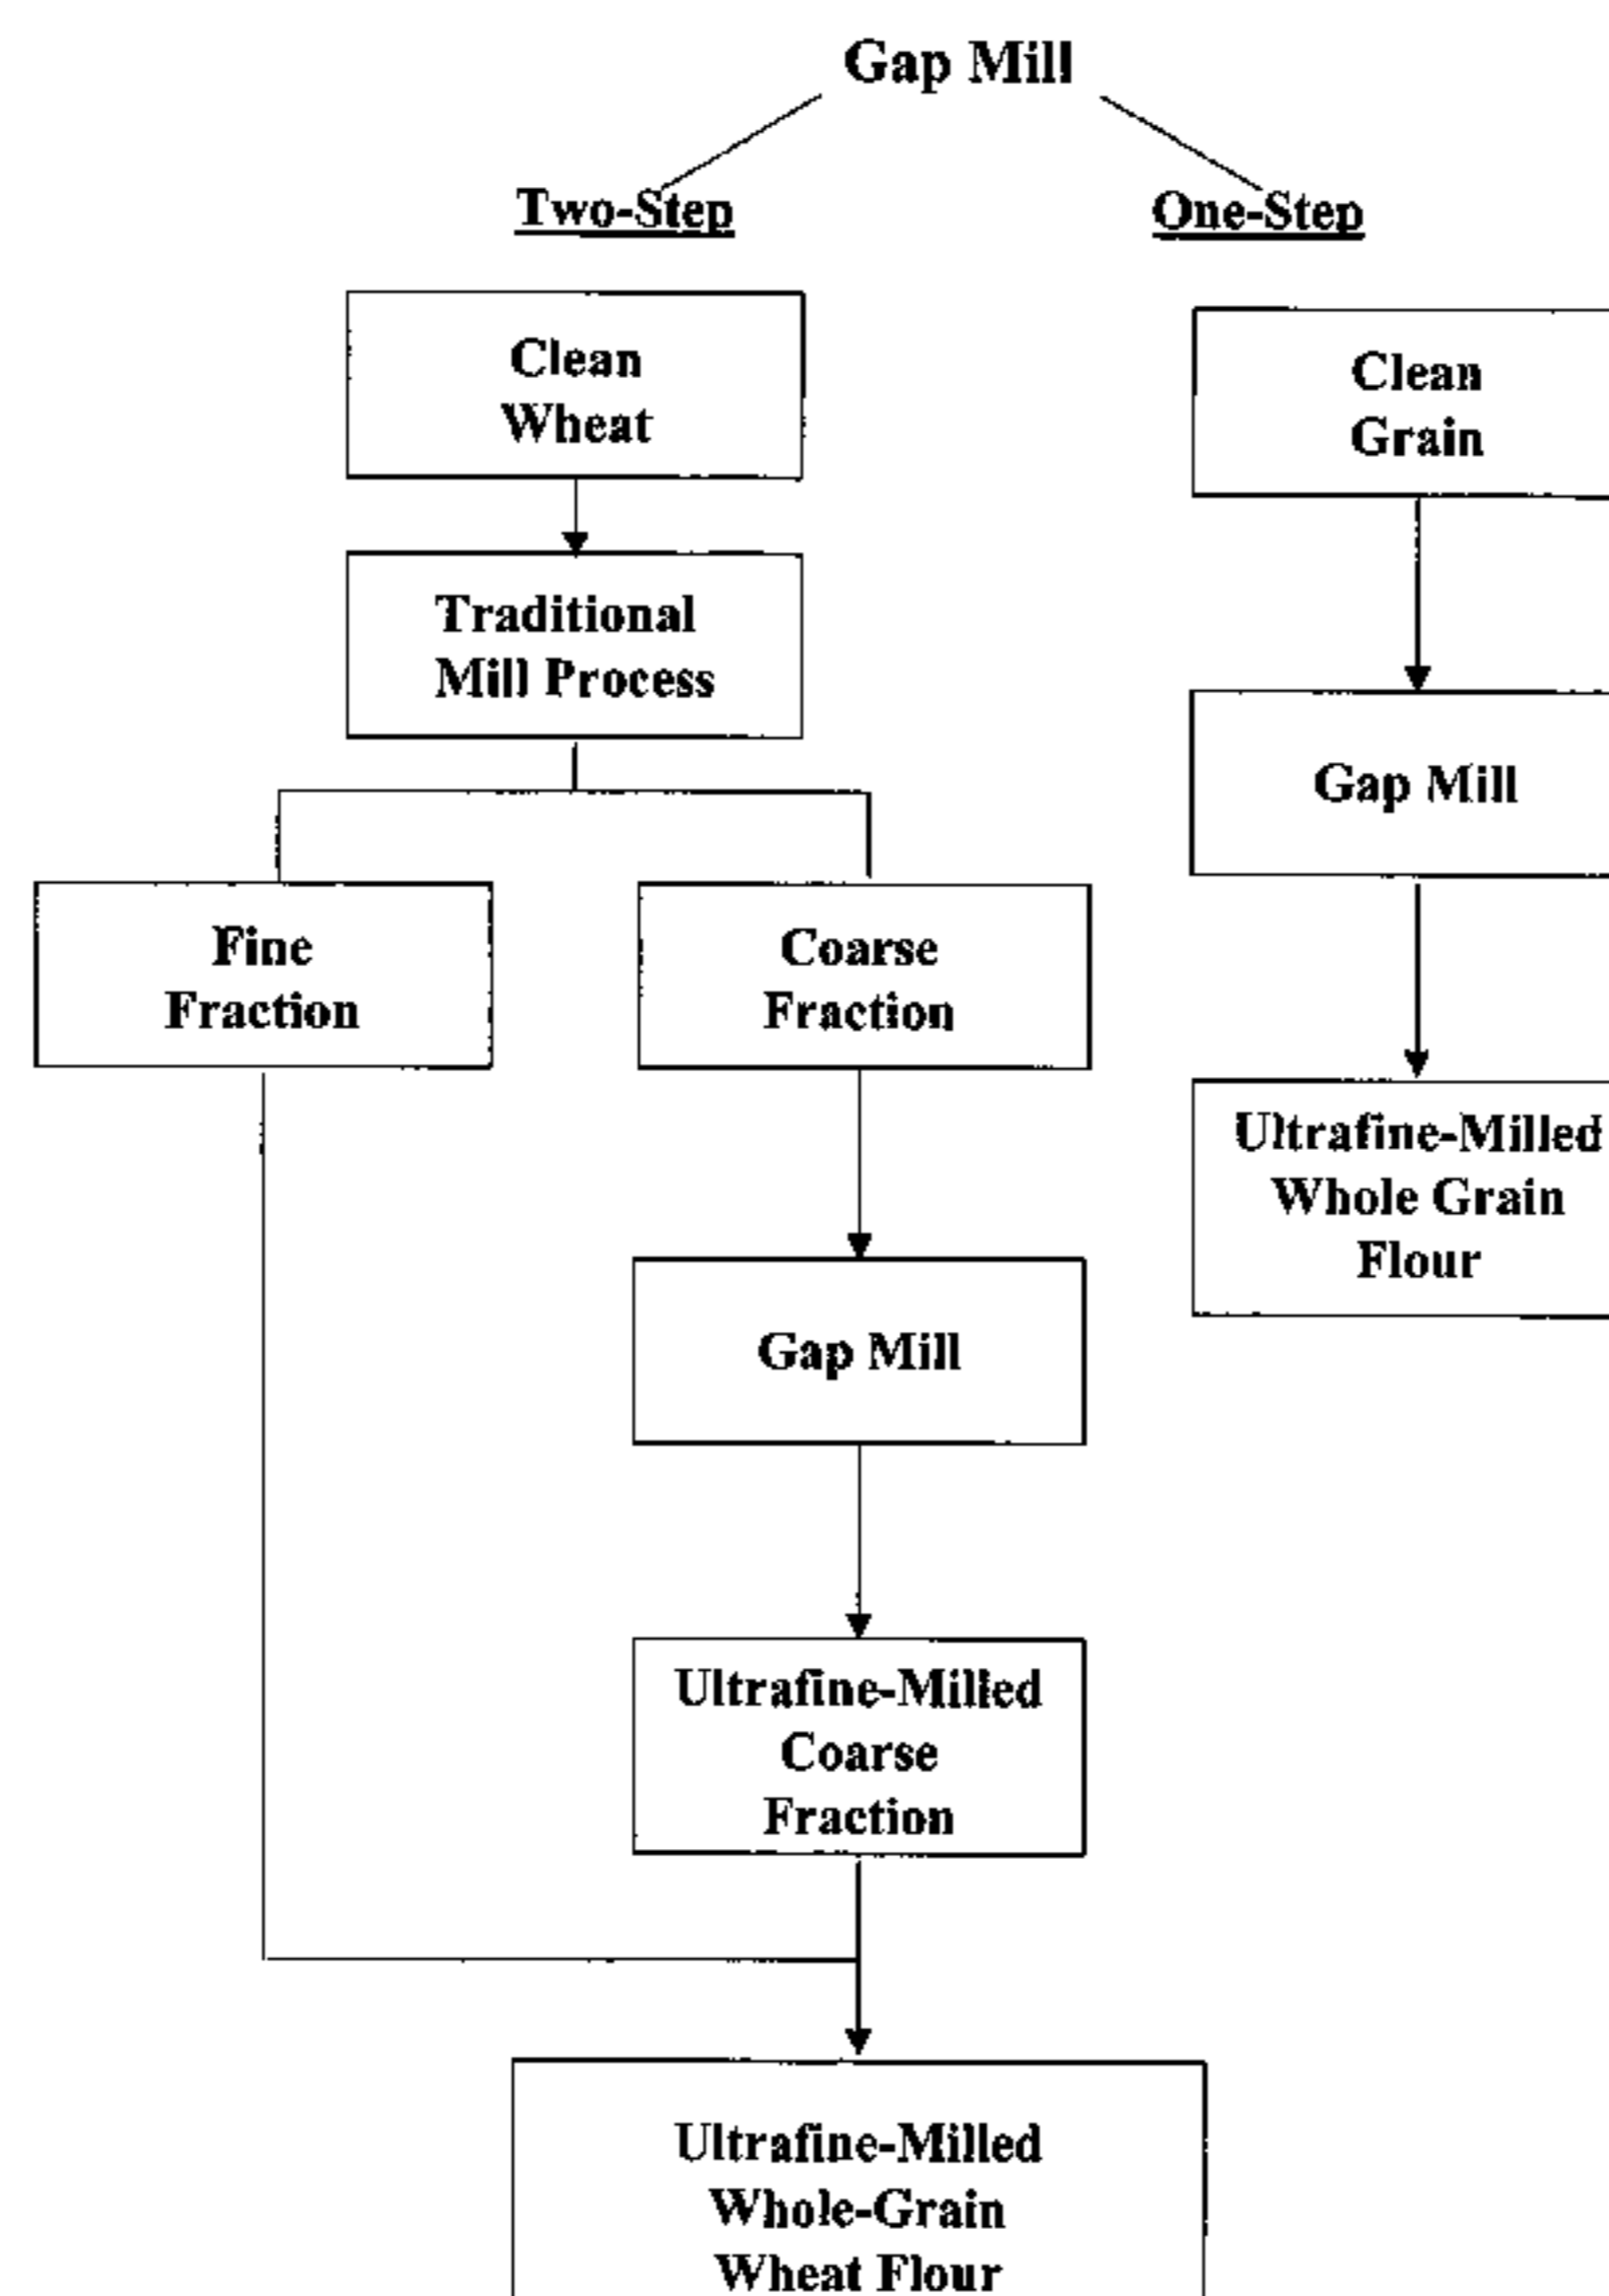 Gap Mill
Two-Step
One-Step
Clean
Wheat
Clean
Grain
Traditional
Mill Process
Gap Mill
Fine
Fraction
Coarse
Fraction
Ultrafine-Milled
Whole Grain
Flour
Gap Mill
Ultrafine-Milled
Coarse
Fraction
Ultrafine-Milled
Whole-Grain
Wheat Flour